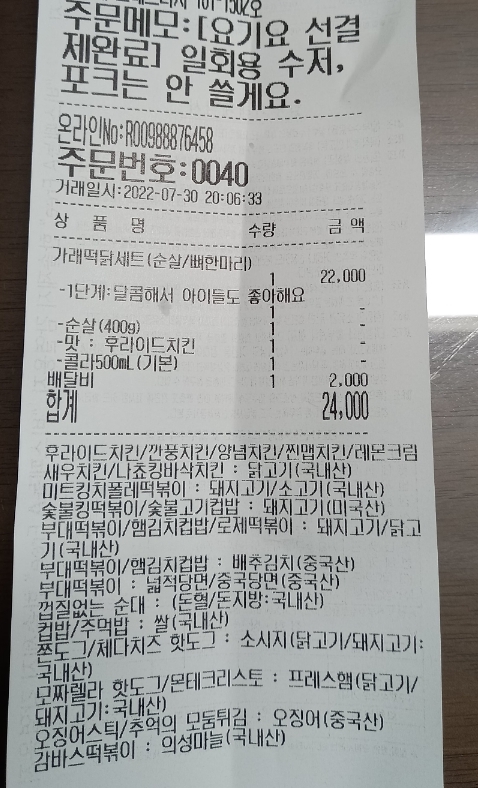 101-1502호
주문메모:[요기요 선결
제완료] 일회용 수저,
포크는 안 쓸게요.
온라인No:R00988876458
주문번호:0040
거래일시:2022-07-30 20:06:33
상 품 명 수량 금 액
가래떡닭세트(순살/뼈한마리)
1 22,000
-1단계:달콤해서 아이들도 좋아해요
1 -
-순살(400g) 1 -
-맛 : 후라이드치킨 1 -
-콜라500mL(기본) 1 -
배달비 1 2,000
합계 24,000
후라이드치킨/깐풍치킨/양념치킨/찐맵치킨/레몬크림
새우치킨/나쵸킹바삭치킨 : 닭고기(국내산)
미트킹치폴레떡볶이 : 돼지고기/소고기(국내산)
숯불킹떡볶이/숯불고기컵밥 : 돼지고기(미국산)
부대떡볶이/햄김치컵밥/로제떡볶이 : 돼지고기/닭고
기(국내산)
부대떡볶이/햄김치컵밥 : 배추김치(중국산)
부대떡볶이 : 넓적당면/중국당면(중국산)
껍질없는 순대 : (돈혈/돈지방:국내산)
컵밥/주먹밥 : 쌀(국내산)
쫀도그/체다치즈 핫도그 : 소시지(닭고기/돼지고기:
국내산)
모짜렐라 핫도그/몬테크리스토 : 프레스햄(닭고기/
돼지고기:국내산)
오징어스틱/추억의 모둠튀김 : 오징어(중국산)
감바스떡볶이 : 의성마늘(국내산)